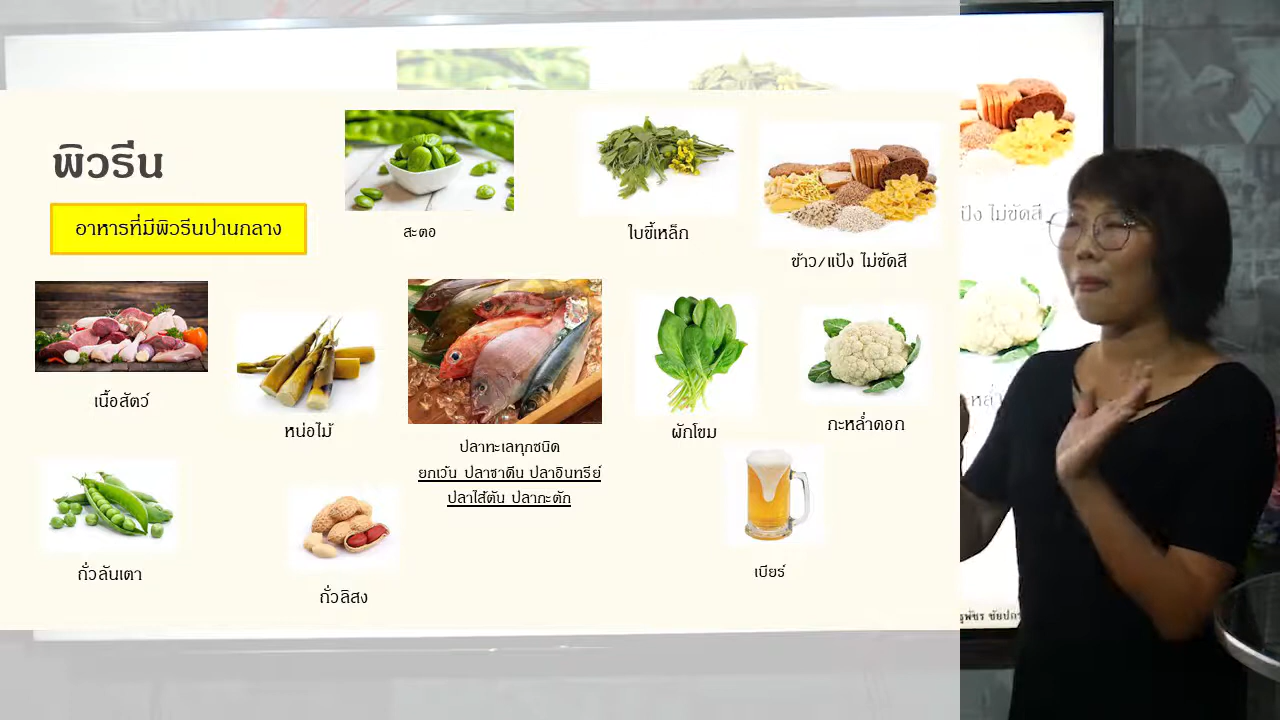 พิวรีน
อาหารที่มีพิวรีนปานกลาง
สะตอ
ใบขี้เหล็ก
ข้าว/แป้ง ไม่ขัดสี
เนื้อสัตว์
หน่อไม้
ปลาทะเลทุกชนิด
ยกเว้น ปลาซาดีน ปลาอินทรีย์
ปลาไส้ตัน ปลากะตัก
ผักโขม
กะหล่ำดอก
ถั่วลันเตา
ถั่วลิสง
เบียร์
ไม่ขัดสี